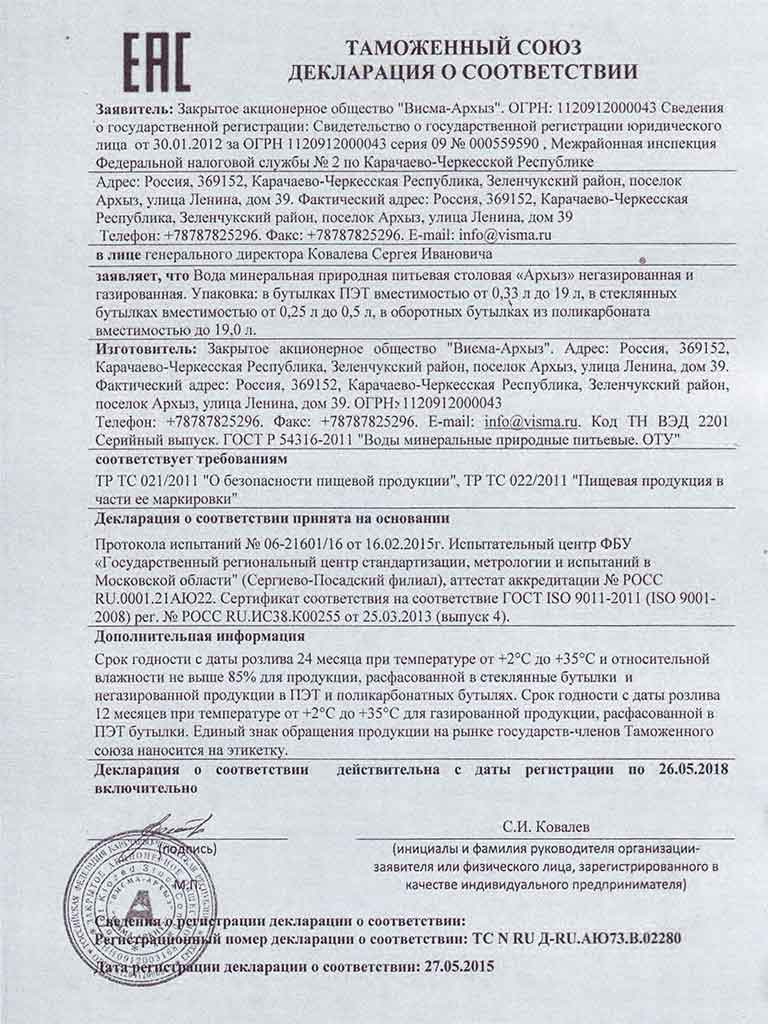 EAC
ТАМОЖЕННЫЙ СОЮЗ
ДЕКЛАРАЦИЯ О СООТВЕТСТВИИ
Заявитель: Закрытое акционерное общество "Висма-Архыз". ОГРН: 1120912000043 Сведения
о государственной регистрации: Свидетельство о государственной регистрации юридического
лица от 30.01.2012 за ОГРН 1120912000043 серия 09 № 000559590 , Межрайонная инспекция
Федеральной налоговой службы № 2 по Карачаево-Черкесской Республике
Адрес: Россия, 369152, Карачаево-Черкесская Республика, Зеленчукский район, поселок
Архыз, улица Ленина, дом 39. Фактический адрес: Россия, 369152, Карачаево-Черкесская
Республика, Зеленчукский район, поселок Архыз, улица Ленина, дом 39
Телефон: +78787825296. Факс: +78787825296. E-mail: info@visma.ru
в лице генерального директора Ковалева Сергея Ивановича
заявляет, что Вода минеральная природная питьевая столовая «Архыз» негазированная и
газированная. Упаковка: в бутылках ПЭТ вместимостью от 0,33 л до 19 л, в стеклянных
бутылках вместимостью от 0,25 л до 0,5 л, в оборотных бутылках из поликарбоната
вместимостью до 19,0 л.
Изготовитель: Закрытое акционерное общество "Висма-Архыз". Адрес: Россия, 369152,
Карачаево-Черкесская Республика, Зеленчукский район, поселок Архыз, улица Ленина, дом 39.
Фактический адрес: Россия, 369152, Карачаево-Черкесская Республика, Зеленчукский район,
поселок Архыз, улица Ленина, дом 39. ОГРН: 1120912000043
Телефон: +78787825296. Факс: +78787825296. E-mail: info@visma.ru. Код ТН ВЭД 2201
Серийный выпуск. ГОСТ Р 54316-2011 "Воды минеральные природные питьевые. ОТУ"
соответствует требованиям
ТР ТС 021/2011 "О безопасности пищевой продукции", ТР ТС 022/2011 "Пищевая продукция в
части ее маркировки"
Декларация о соответствии принята на основании
Протокола испытаний № 06-21601/16 от 16.02.2015г. Испытательный центр ФБУ
«Государственный региональный центр стандартизации, метрологии и испытаний в
Московской области" (Сергиево-Посадский филиал), аттестат аккредитации № РОСС
RU.0001.21АЮ22. Сертификат соответствия на соответствие ГОСТ ISO 9011-2011 (ISO 9001-
2008) рег. № РОСС RU.ИС38.К00255 от 25.03.2013 (выпуск 4).
Дополнительная информация
Срок годности с даты розлива 24 месяца при температуре от +2°С до +35°С и относительной
влажности не выше 85% для продукции, расфасованной в стеклянные бутылки и
негазированной продукции в ПЭТ и поликарбонатных бутылях. Срок годности с даты розлива
12 месяцев при температуре от +2°С до +35°С для газированной продукции, расфасованной в
ПЭТ бутылки. Единый знак обращения продукции на рынке государств-членов Таможенного
союза наносится на этикетку.
Декларация о соответствии действительна с даты регистрации по 26.05.2018
включительно
С.И. Ковалев
(подпись)
(инициалы и фамилия руководителя организации-
заявителя или физического лица, зарегистрированного в
качестве индивидуального предпринимателя)
М.П.
Сведения о регистрации декларации о соответствии:
Регистрационный номер декларации о соответствии: ТС N RU Д-RU.АЮ73.В.02280
Дата регистрации декларации о соответствии: 27.05.2015